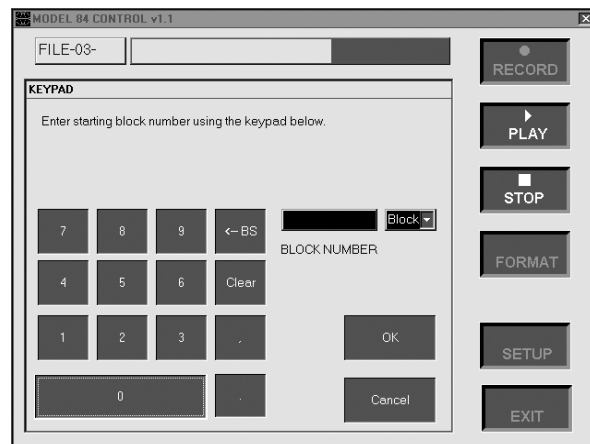 MODEL 84 CONTROL v1.1
FILE-03-
RECORD
KEYPAD
Enter starting block number using the keypad below.
PLAY
STOP
7 8 9 <-BS
Block
BLOCK NUMBER
FORMAT
4 5 6 Clear
1 2 3 ,
OK
SETUP
0 .
Cancel
EXIT